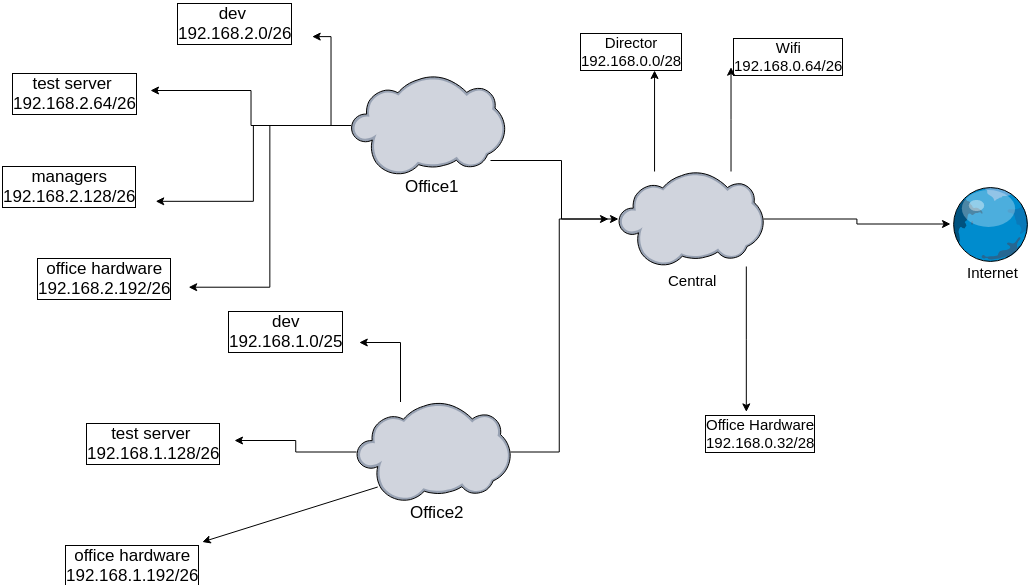 dev
192.168.2.0/26
test server
192.168.2.64/26
managers
192.168.2.128/26
office hardware
192.168.2.192/26
Office1
dev
192.168.1.0/25
test server
192.168.1.128/26
office hardware
192.168.1.192/26
Office2
Director
192.168.0.0/28
Wifi
192.168.0.64/26
Central
Office Hardware
192.168.0.32/28
Internet